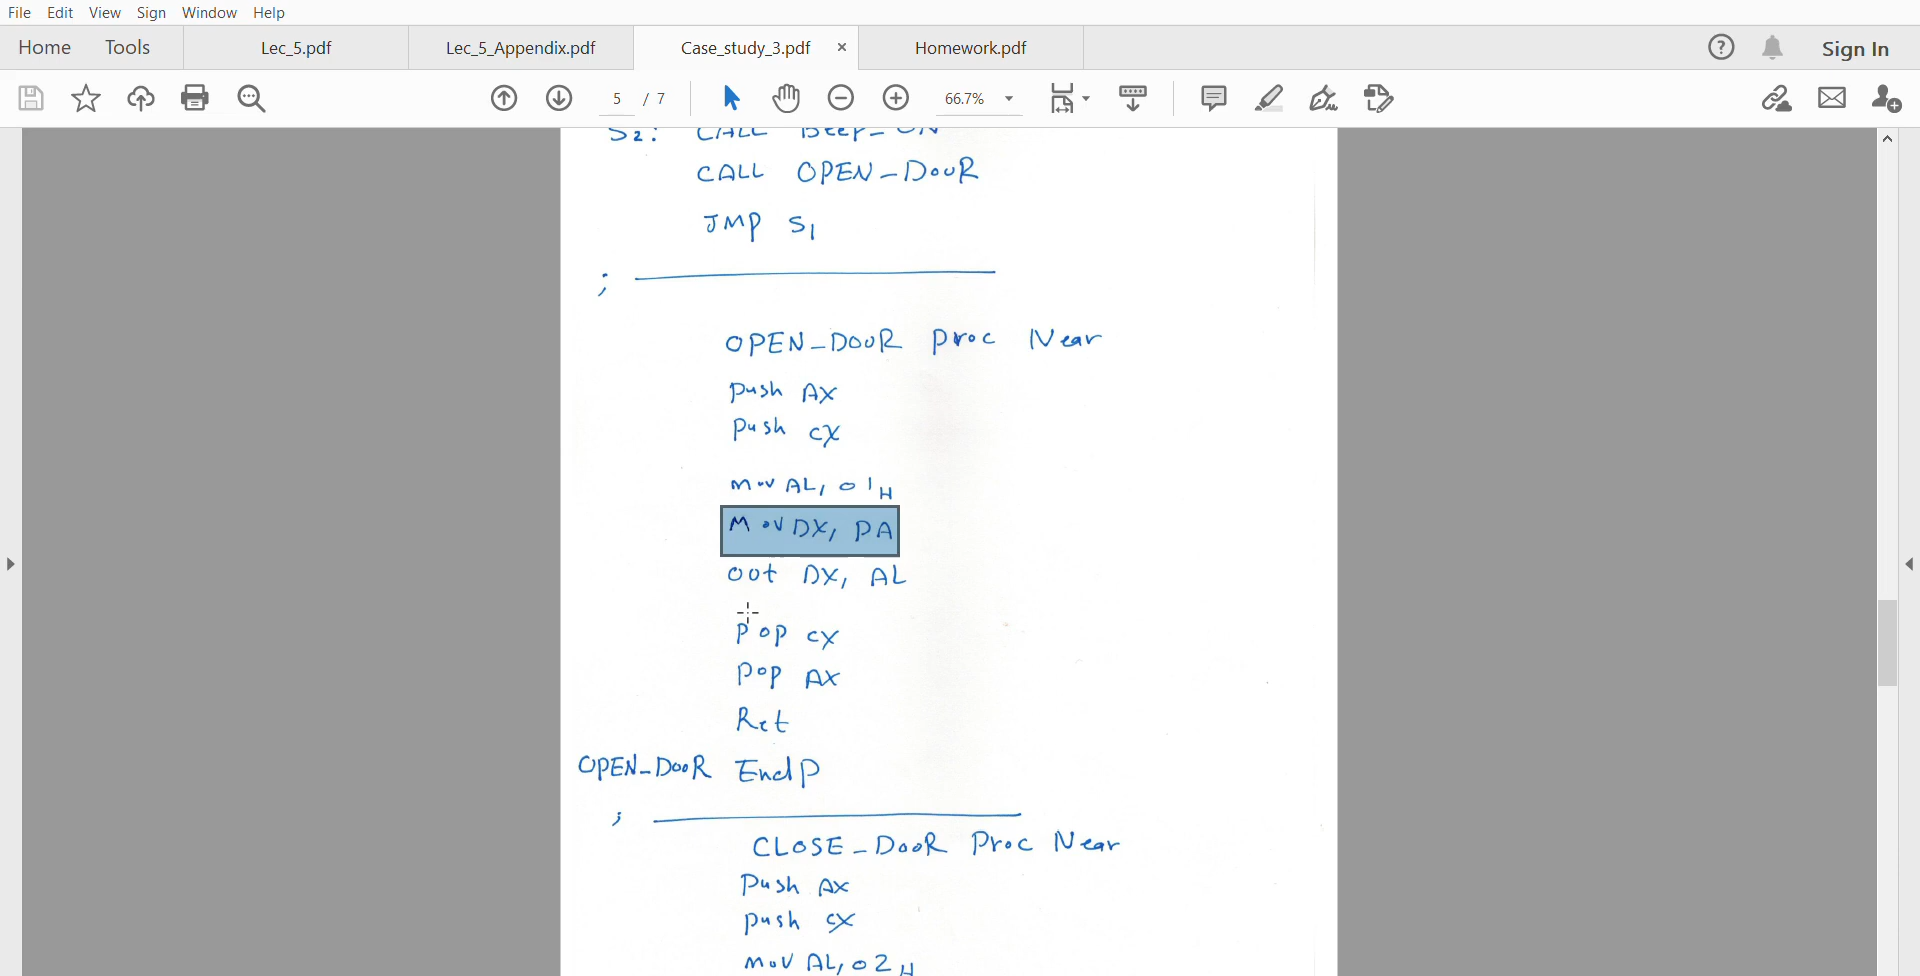 File Edit View Sign Window Help
Home Tools Lec_5.pdf Lec_5_Appendix.pdf Case_study_3.pdf × Homework.pdf ? Sign In
5 / 7 66.7%
S2: CALL Beep_ON
CALL OPEN_DOOR
JMP S1
;
OPEN_DOOR Proc Near
Push AX
Push CX
Mov AL, 01H
Mov DX, PA
out DX, AL
Pop CX
Pop AX
Ret
OPEN_DOOR EndP
;
CLOSE_DOOR Proc Near
Push AX
Push CX
Mov AL, 02H